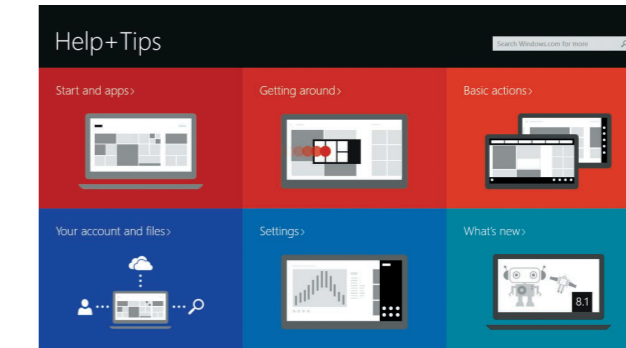 Help+Tips
Search Windows.com for more
Start and apps>
Getting around>
Basic actions>
Your account and files>
Settings>
What's new>
8.1